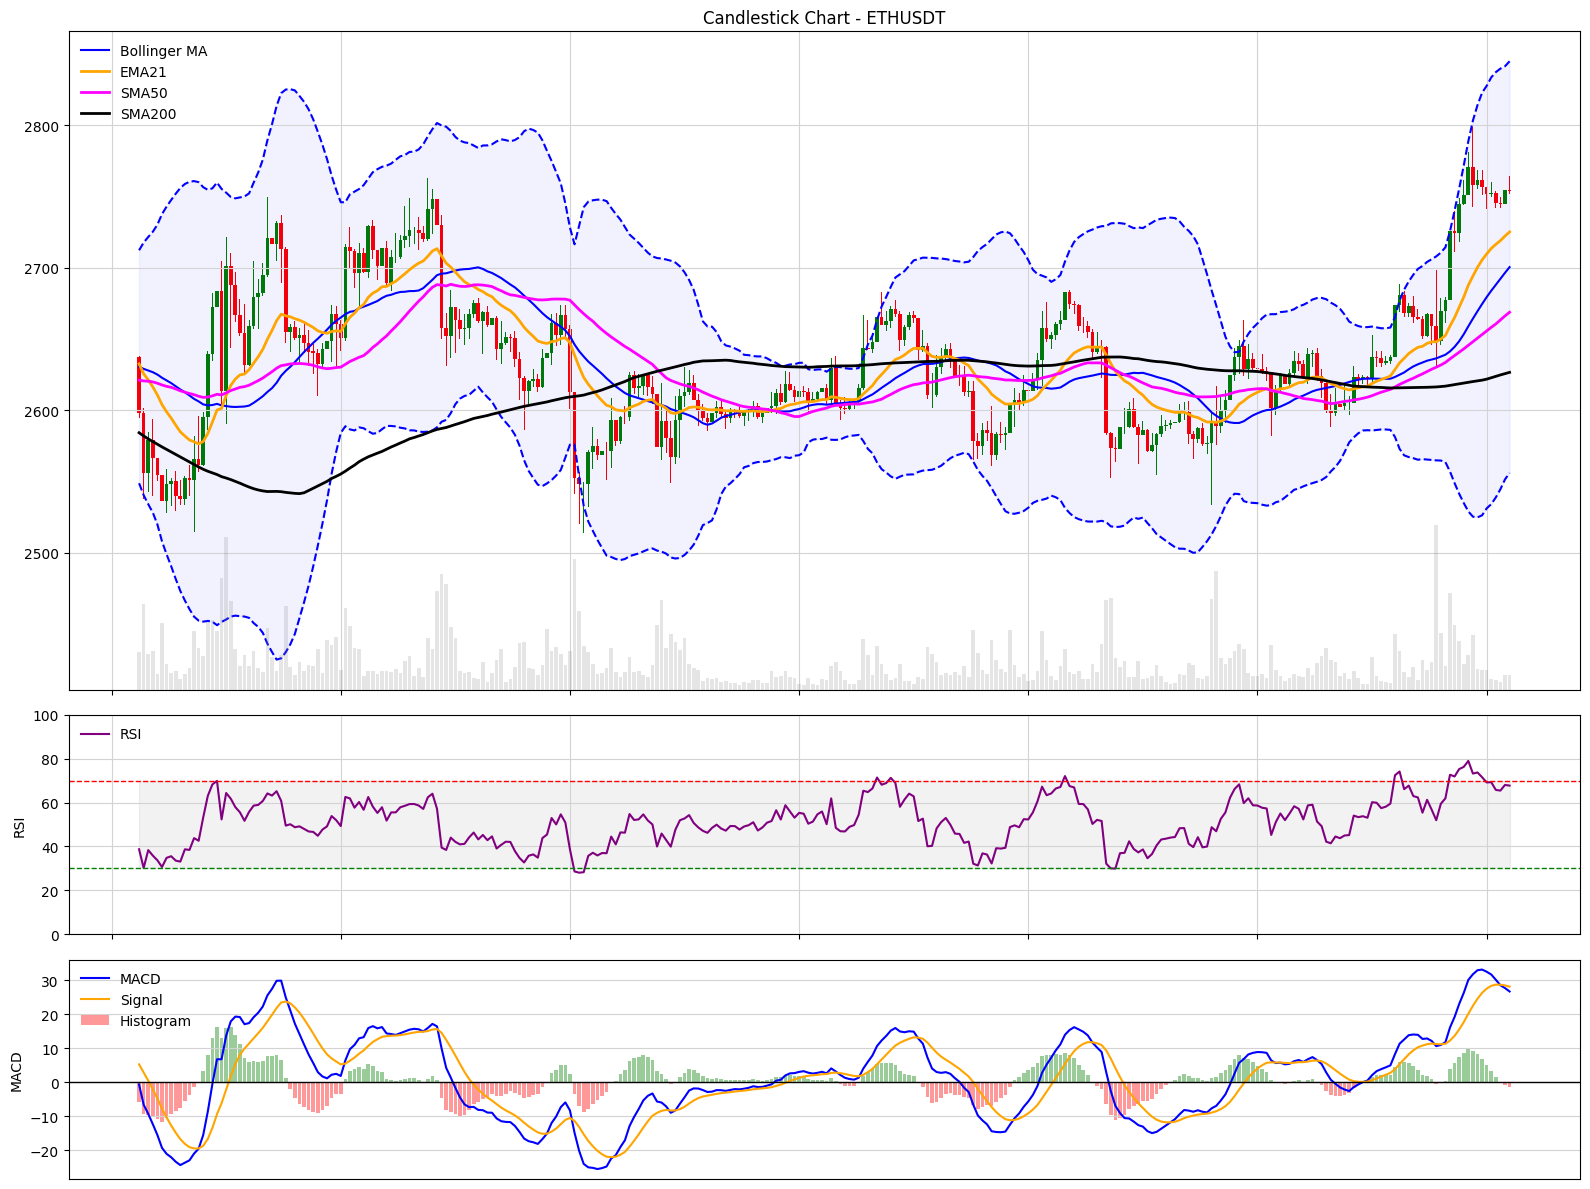 Candlestick Chart - ETHUSDT
Bollinger MA
EMA21
SMA50
SMA200
2800
2700
2600
2500
100
RSI
80
60
RSI
40
20
0
MACD
30
Signal
20
Histogram
10
MACD
0
−10
−20